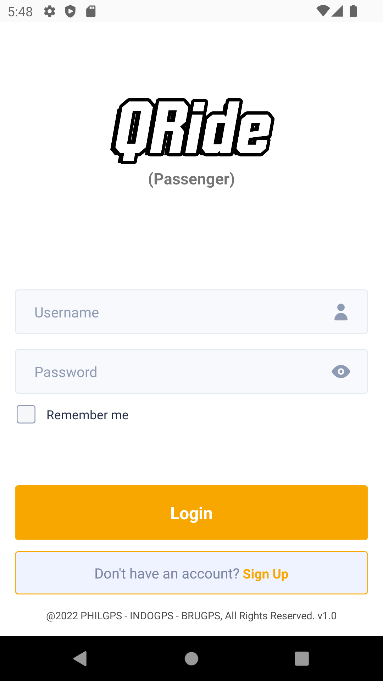 5:48
QRide
(Passenger)
Username
Password
Remember me
Login
Don't have an account? Sign Up
@2022 PHILGPS - INDOGPS - BRUGPS, All Rights Reserved. v1.0